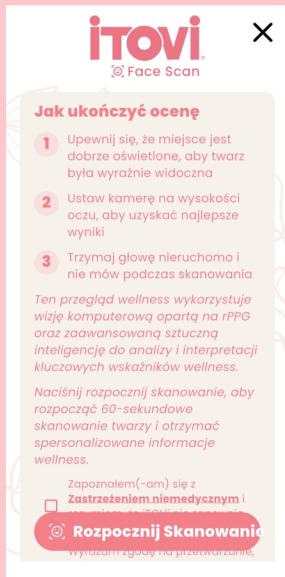 iTOVi
Face Scan
Jak ukończyć ocenę
1 Upewnij się, że miejsce jest
dobrze oświetlone, aby twarz
była wyraźnie widoczna
2 Ustaw kamerę na wysokości
oczu, aby uzyskać najlepsze
wyniki
3 Trzymaj głowę nieruchomo i
nie mów podczas skanowania
Ten przegląd wellness wykorzystuje
wizję komputerową opartą na rPPG
oraz zaawansowaną sztuczną
inteligencję do analizy i interpretacji
kluczowych wskaźników wellness.
Naciśnij rozpocznij skanowanie, aby
rozpocząć 60-sekundowe
skanowanie twarzy i otrzymać
spersonalizowane informacje
wellness.
Zapoznałem(-am) się z
Zastrzeżeniem niemedycznym i
Rozpocznij Skanowanie
Wyrażam zgodę na przetwarzanie,